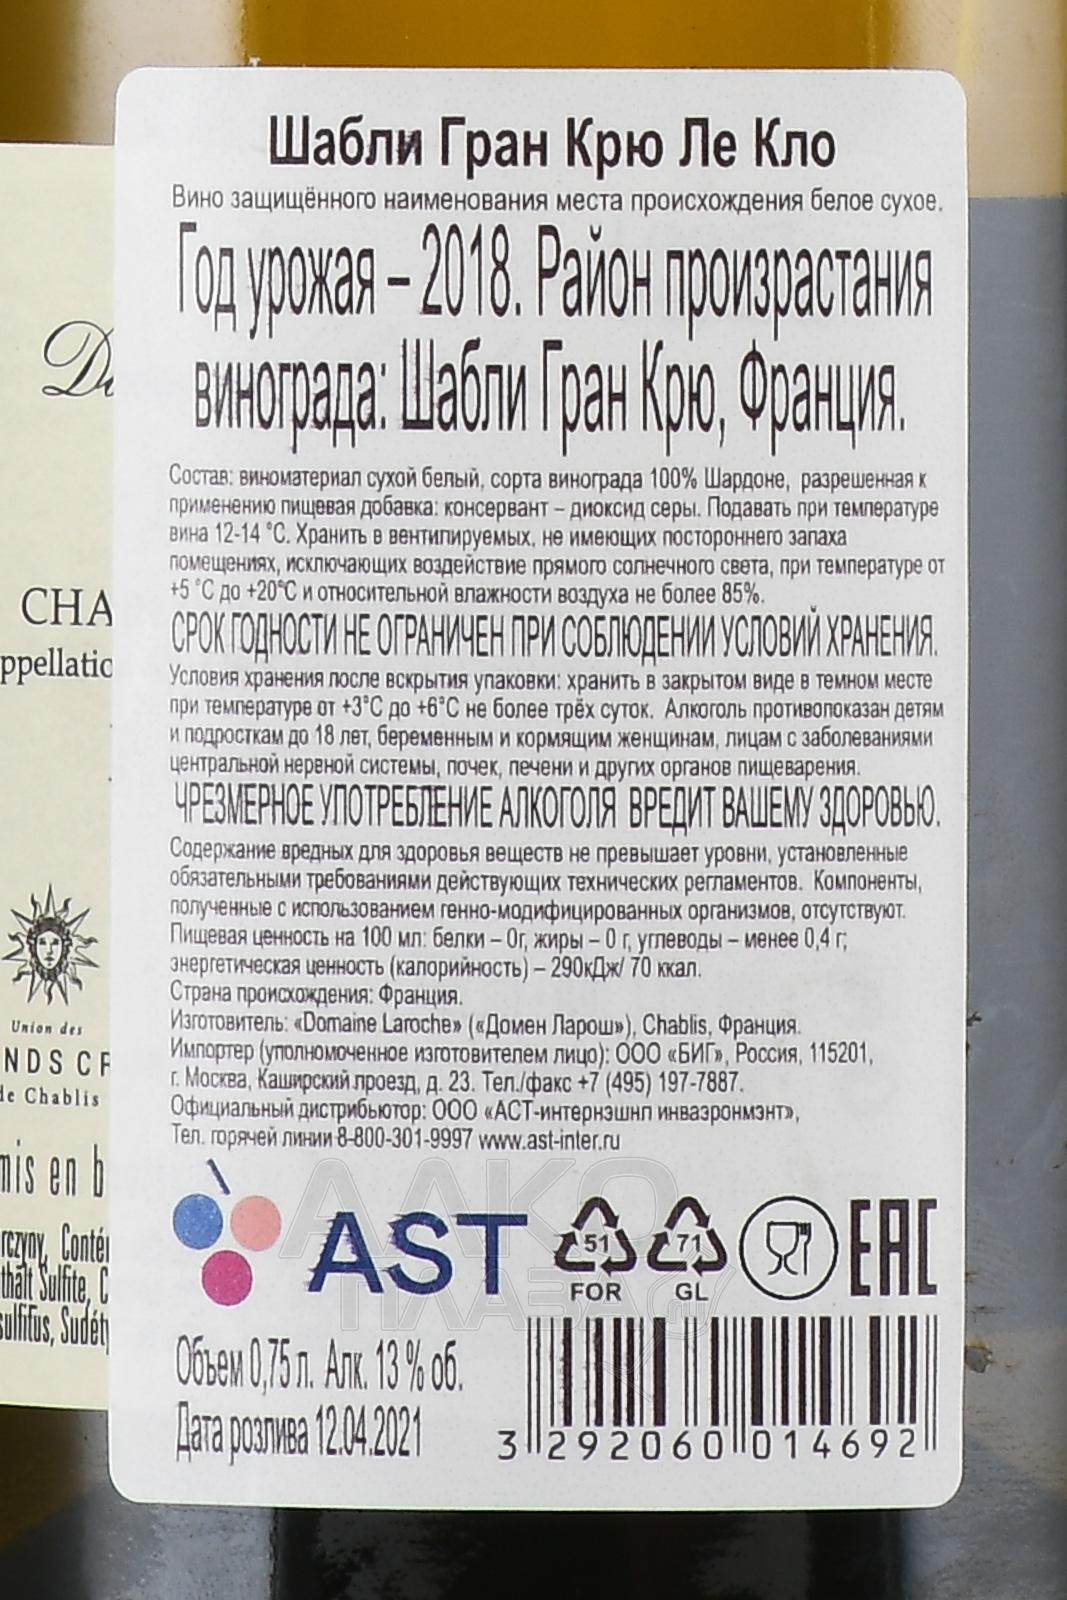 Шабли Гран Крю Ле Кло
Вино защищённого наименования места происхождения белое сухое.
Год урожая – 2018. Район произрастания
винограда: Шабли Гран Крю, Франция.
Состав: виноматериал сухой белый, сорта винограда 100% Шардоне, разрешенная к
применению пищевая добавка: консервант – диоксид серы. Подавать при температуре
вина 12-14 °С. Хранить в вентилируемых, не имеющих постороннего запаха
помещениях, исключающих воздействие прямого солнечного света, при температуре от
+5 °С до +20°С и относительной влажности воздуха не более 85%.
СРОК ГОДНОСТИ НЕ ОГРАНИЧЕН ПРИ СОБЛЮДЕНИИ УСЛОВИЙ ХРАНЕНИЯ.
Условия хранения после вскрытия упаковки: хранить в закрытом виде в темном месте
при температуре от +3°С до +6°С не более трёх суток. Алкоголь противопоказан детям
и подросткам до 18 лет, беременным и кормящим женщинам, лицам с заболеваниями
центральной нервной системы, почек, печени и других органов пищеварения.
ЧРЕЗМЕРНОЕ УПОТРЕБЛЕНИЕ АЛКОГОЛЯ ВРЕДИТ ВАШЕМУ ЗДОРОВЬЮ.
Содержание вредных для здоровья веществ не превышает уровни, установленные
обязательными требованиями действующих технических регламентов. Компоненты,
полученные с использованием генно-модифицированных организмов, отсутствуют.
Пищевая ценность на 100 мл: белки – 0г, жиры – 0 г, углеводы – менее 0,4 г;
энергетическая ценность (калорийность) – 290кДж/ 70 ккал.
Страна происхождения: Франция.
Изготовитель: «Domaine Laroche» («Домен Ларош»), Chablis, Франция.
Импортер (уполномоченное изготовителем лицо): ООО «БИГ», Россия, 115201,
г. Москва, Каширский проезд, д. 23. Тел./факс +7 (495) 197-7887.
Официальный дистрибьютор: ООО «АСТ-интернэшнл инваэронмэнт»,
Тел. горячей линии 8-800-301-9997 www.ast-inter.ru
AST
51
FOR
71
GL
EAC
Объем 0,75 л. Алк. 13 % об.
Дата розлива 12.04.2021
3 292060 014692
АЛКО
ПЛАЗА
ru
CHA
ppellatio
Union des
NDS CR
de Chablis
mis en b